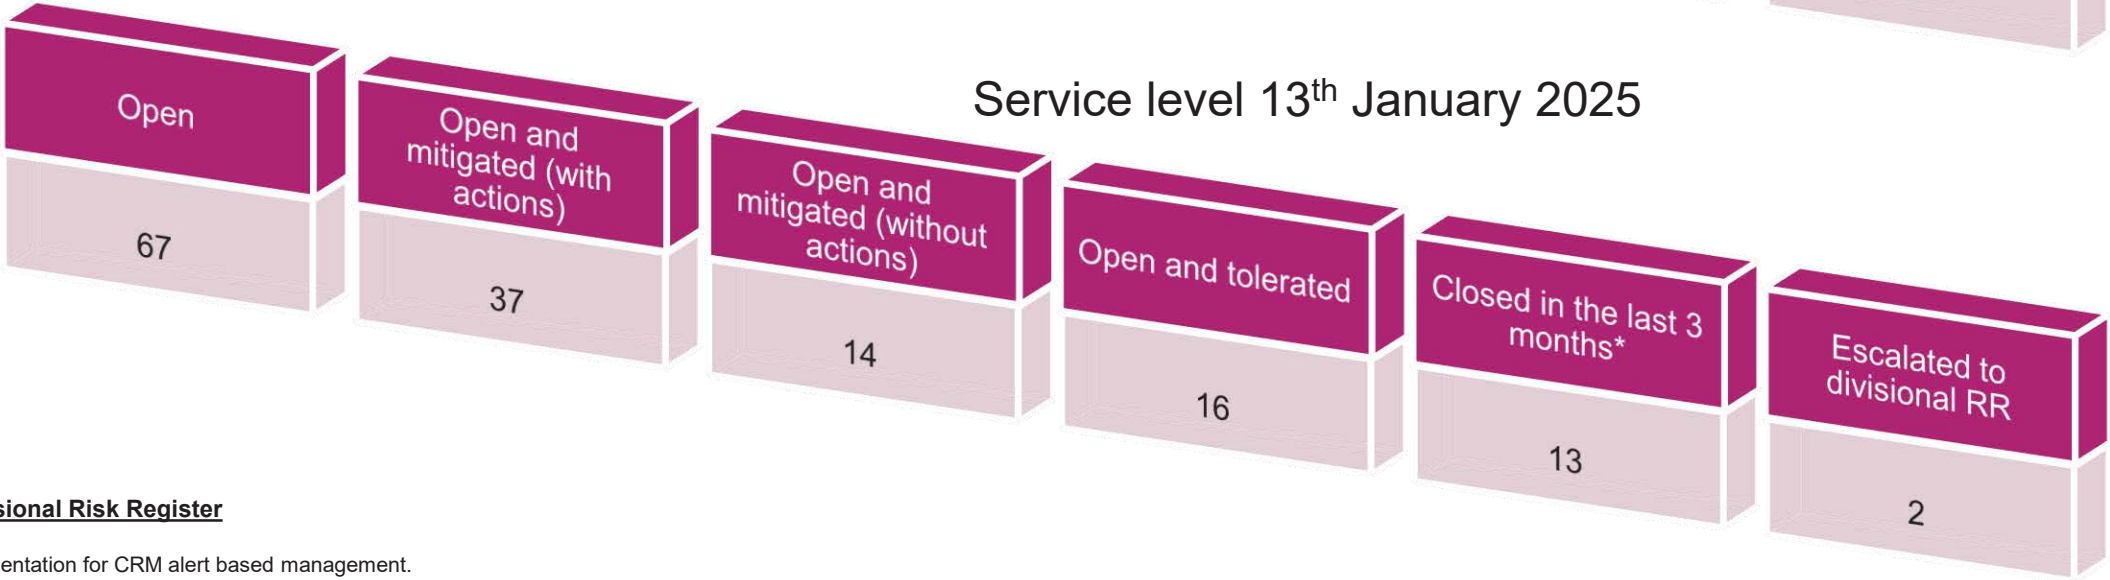 Service level 13th January 2025
Open
67
Open and
mitigated (with
actions)
37
Open and
mitigated (without
actions)
14
Open and tolerated
16
Closed in the last 3
months*
13
Escalated to
divisional RR
2
sional Risk Register
entation for CRM alert based management.